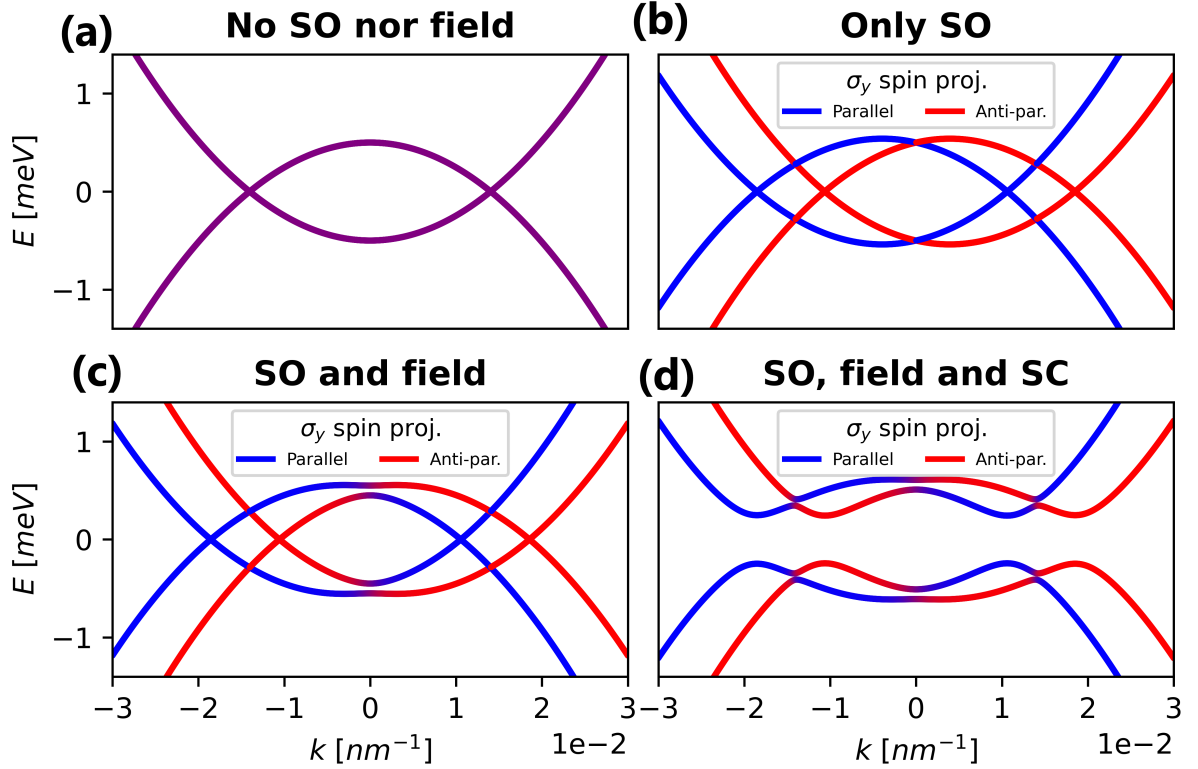 (a) No SO nor field
(b) Only SO
E [meV]
1
0
−1
σy spin proj.
Parallel Anti-par.
(c) SO and field
(d) SO, field and SC
E [meV]
1
0
−1
σy spin proj.
Parallel Anti-par.
σy spin proj.
Parallel Anti-par.
−3 −2 −1 0 1 2 3
−3 −2 −1 0 1 2 3
k [nm⁻¹] 1e−2
k [nm⁻¹] 1e−2